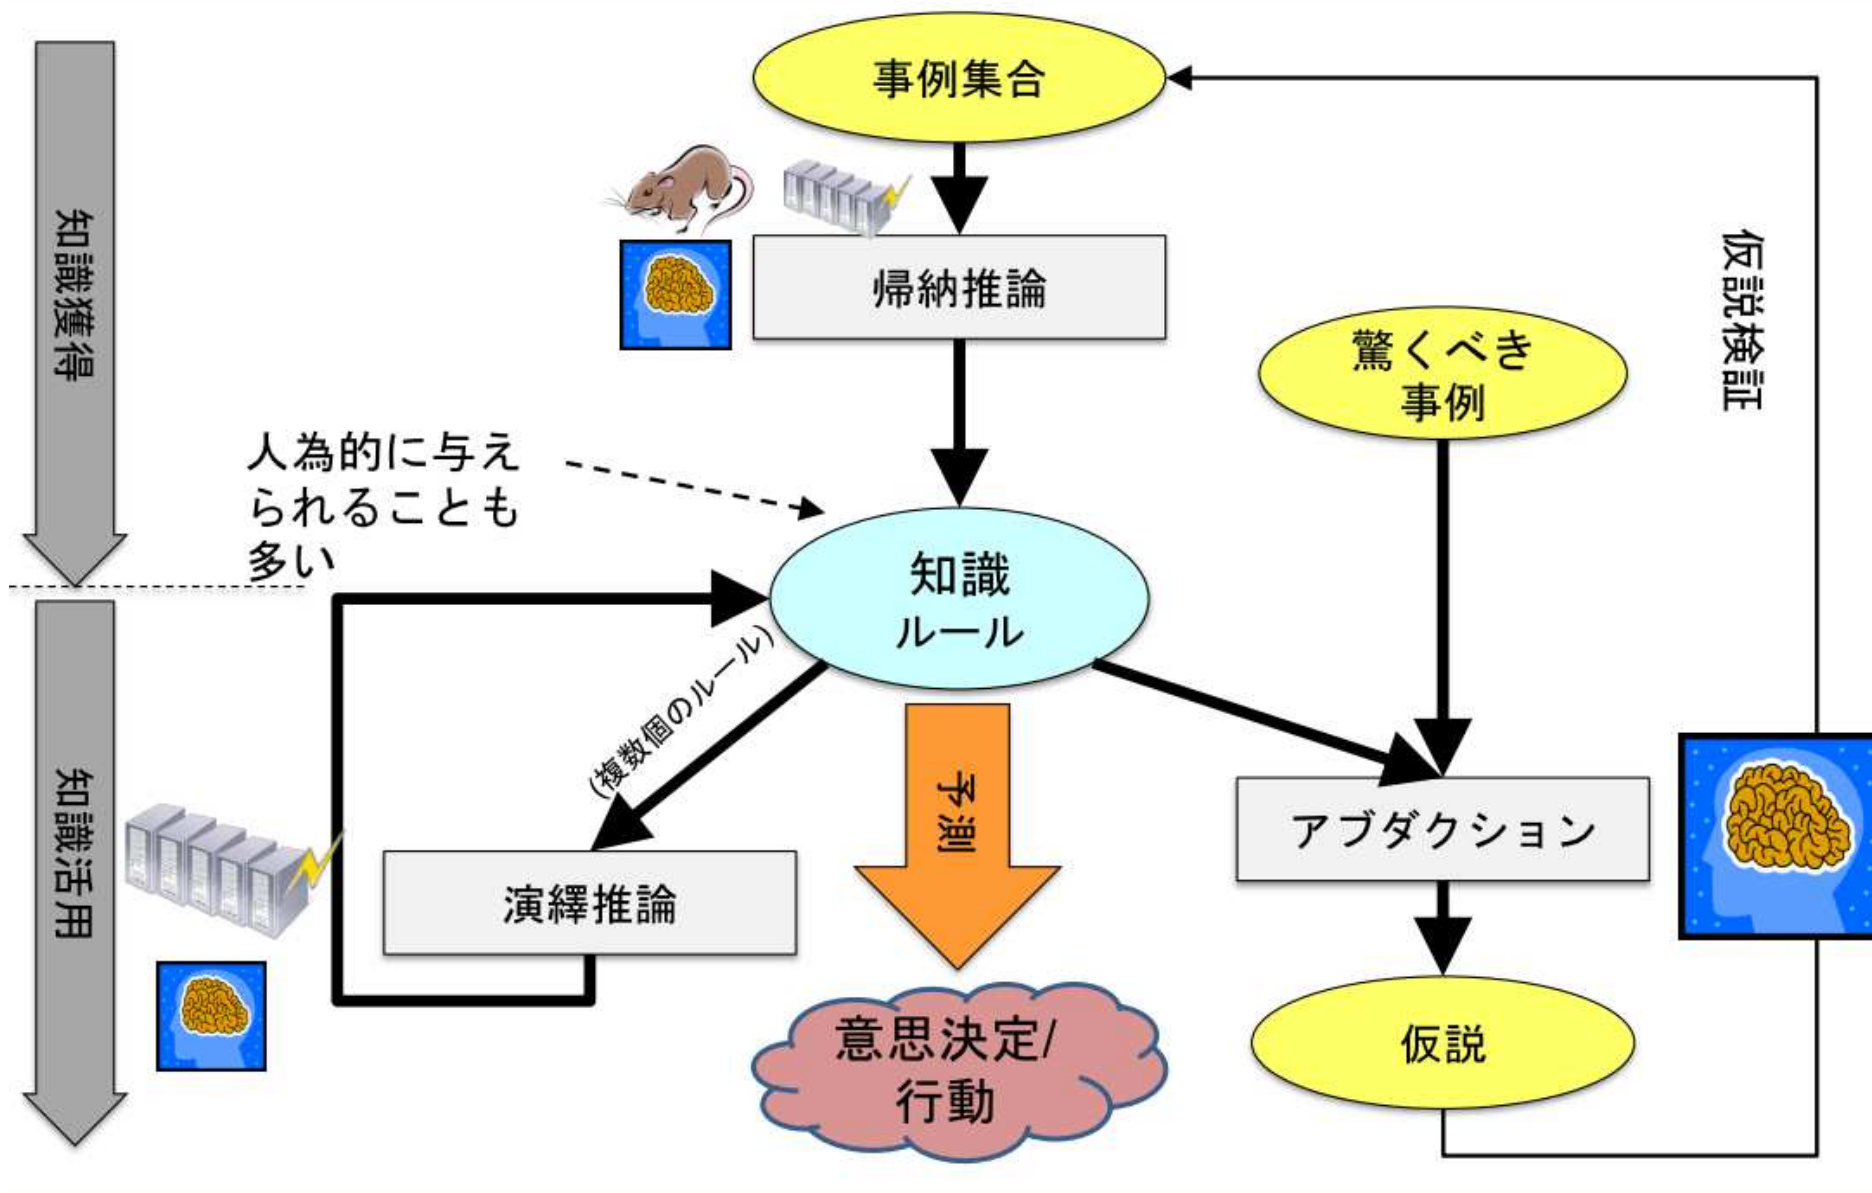 事例集合
知識獲得
帰納推論
仮説検証
驚くべき
事例
人為的に与え
られることも
多い
知識
ルール
(複数個のルール)
知識活用
予測
アブダクション
演繹推論
意思決定/
行動
仮説